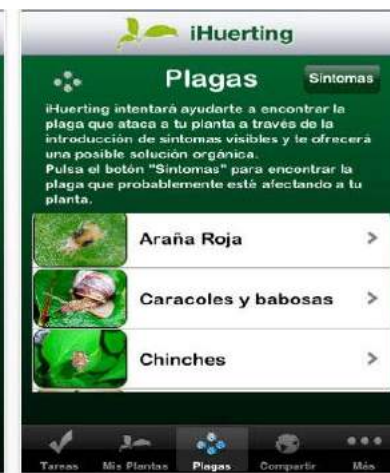 iHuerting
Plagas
Síntomas
iHuerting intentará ayudarte a encontrar la
plaga que ataca a tu planta a través de la
introducción de síntomas visibles y te ofrecerá
una posible solución orgánica.
Pulsa el botón "Síntomas" para encontrar la
plaga que probablemente esté afectando a tu
planta.
Araña Roja
Caracoles y babosas
Chinches
Tareas Mis Plantas Plagas Compartir Más